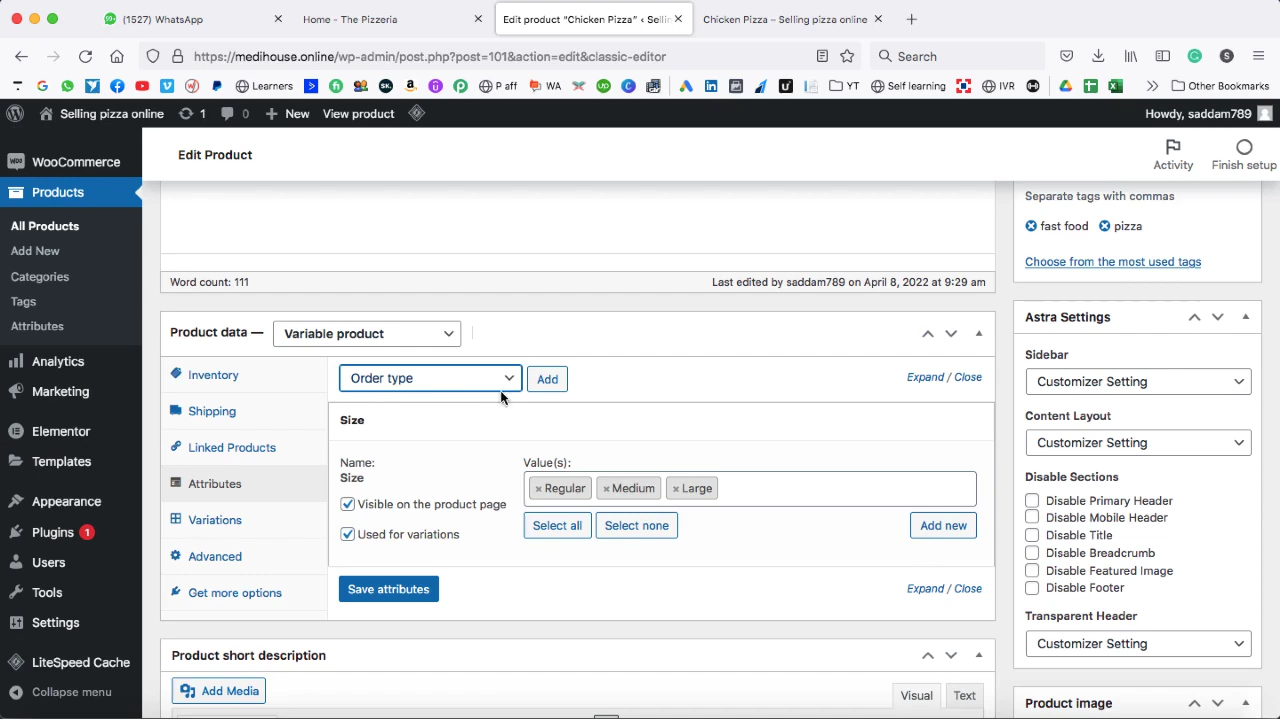 (1527) WhatsApp
Home - The Pizzeria
Edit product "Chicken Pizza" ‹ Sellin
Chicken Pizza – Selling pizza online
https://medihouse.online/wp-admin/post.php?post=101&action=edit&classic-editor
Search
Learners
P aff
WA
YT
Self learning
IVR
Other Bookmarks
Selling pizza online
1
0
New
View product
Howdy, saddam789
WooCommerce
Products
All Products
Add New
Categories
Tags
Attributes
Analytics
Marketing
Elementor
Templates
Appearance
Plugins 1
Users
Tools
Settings
LiteSpeed Cache
Collapse menu
Edit Product
Activity
Finish setup
Word count: 111
Last edited by saddam789 on April 8, 2022 at 9:29 am
Product data —
Variable product
Inventory
Shipping
Linked Products
Attributes
Variations
Advanced
Get more options
Order type
Add
Expand / Close
Size
Name:
Size
Visible on the product page
Used for variations
Value(s):
× Regular
× Medium
× Large
Select all
Select none
Add new
Save attributes
Expand / Close
Product short description
Add Media
Visual
Text
Separate tags with commas
fast food
pizza
Choose from the most used tags
Astra Settings
Sidebar
Customizer Setting
Content Layout
Customizer Setting
Disable Sections
Disable Primary Header
Disable Mobile Header
Disable Title
Disable Breadcrumb
Disable Featured Image
Disable Footer
Transparent Header
Customizer Setting
Product image